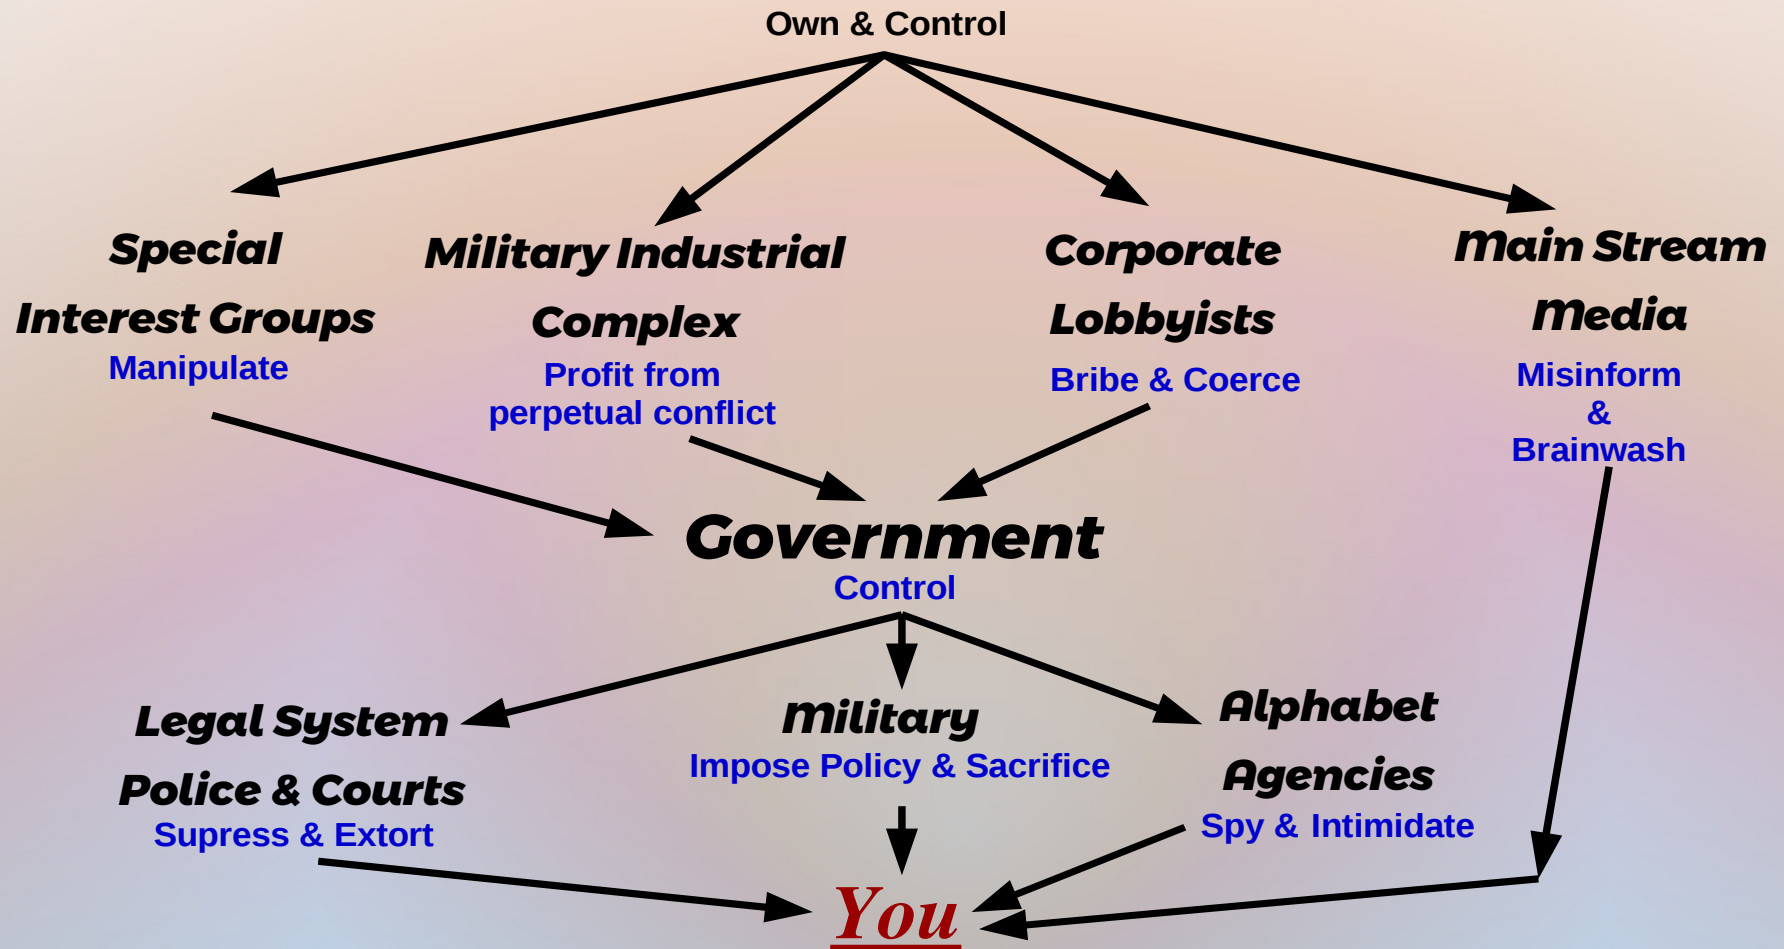 Own & Control
Special
Interest Groups
Manipulate
Military Industrial
Complex
Profit from
perpetual conflict
Corporate
Lobbyists
Bribe & Coerce
Main Stream
Media
Misinform
&
Brainwash
Government
Control
Legal System
Police & Courts
Supress & Extort
Military
Impose Policy & Sacrifice
Alphabet
Agencies
Spy & Intimidate
You